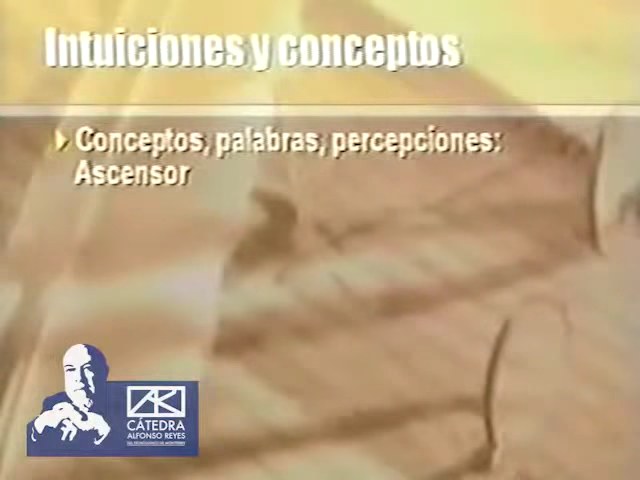 Intuiciones y conceptos
Conceptos, palabras, percepciones:
Ascensor
CÁTEDRA
ALFONSO REYES